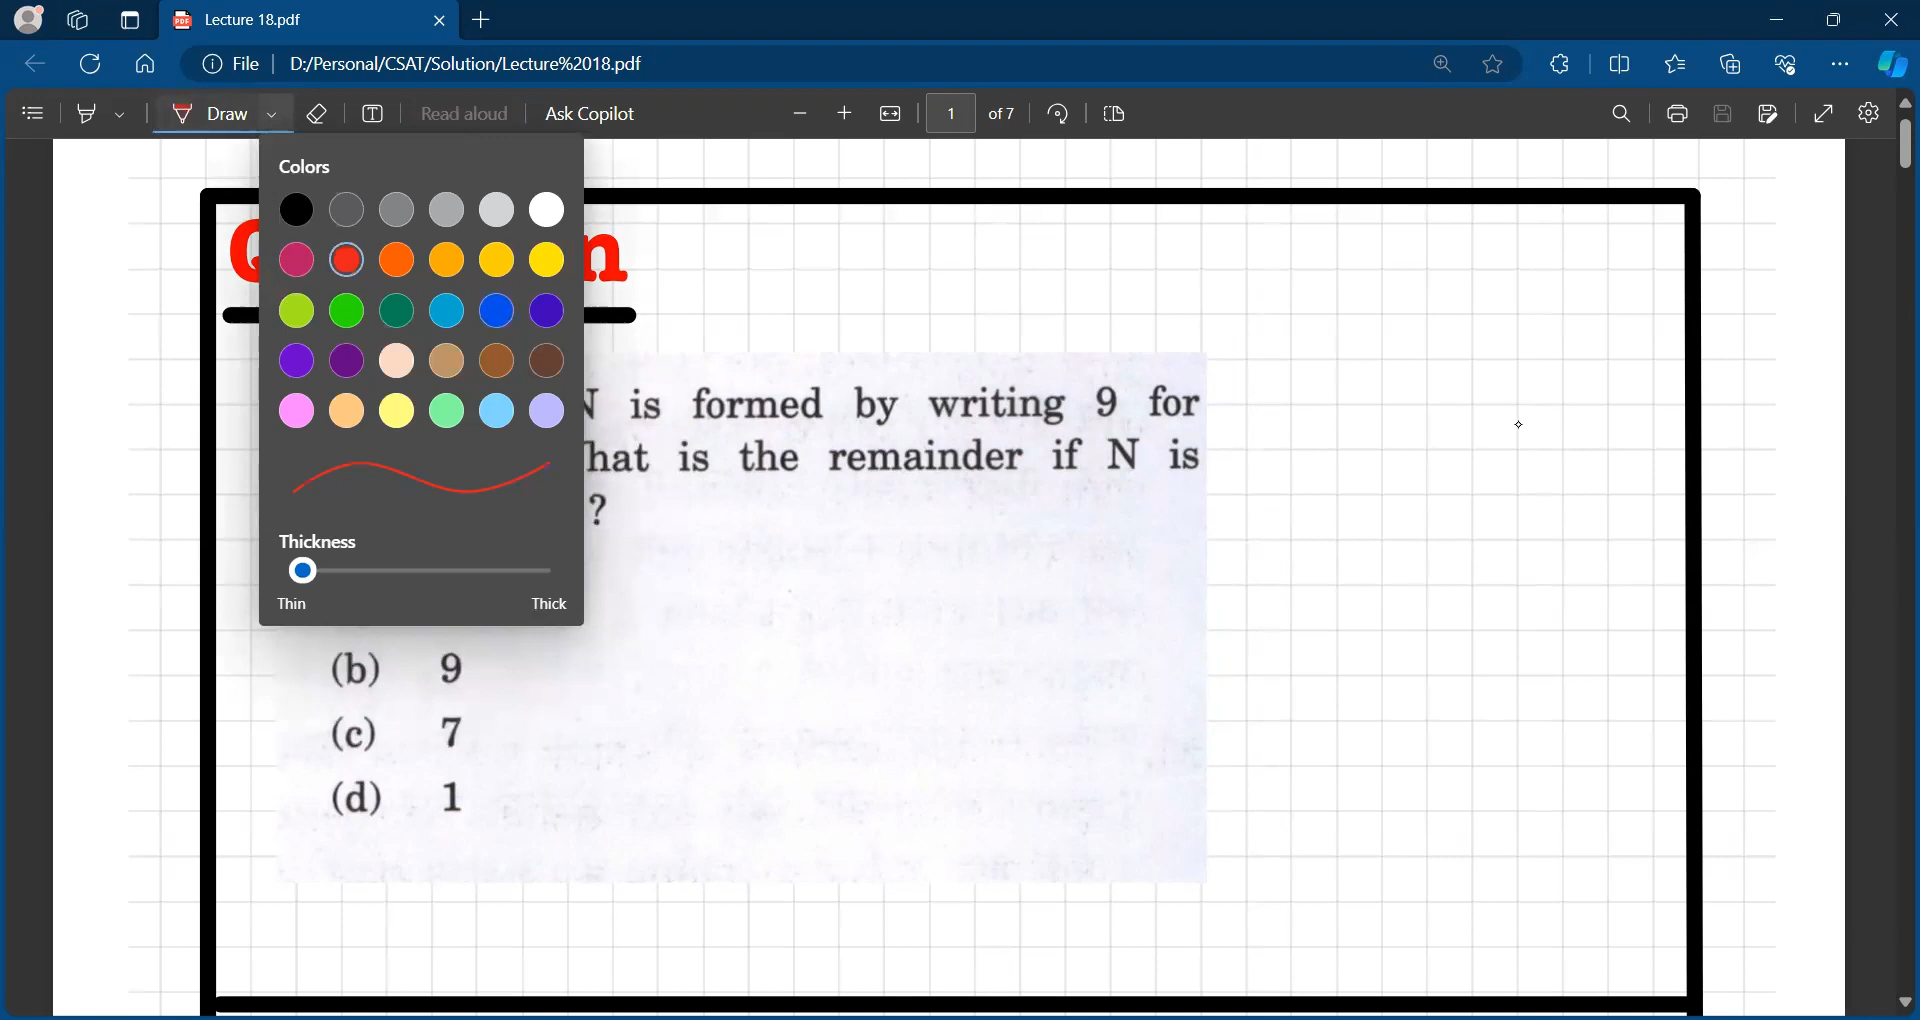 Lecture 18.pdf
File D:/Personal/CSAT/Solution/Lecture%2018.pdf
Draw Read aloud Ask Copilot 1 of 7
Colors
N is formed by writing 9 for
hat is the remainder if N is
?
Thickness
Thin Thick
(b) 9
(c) 7
(d) 1